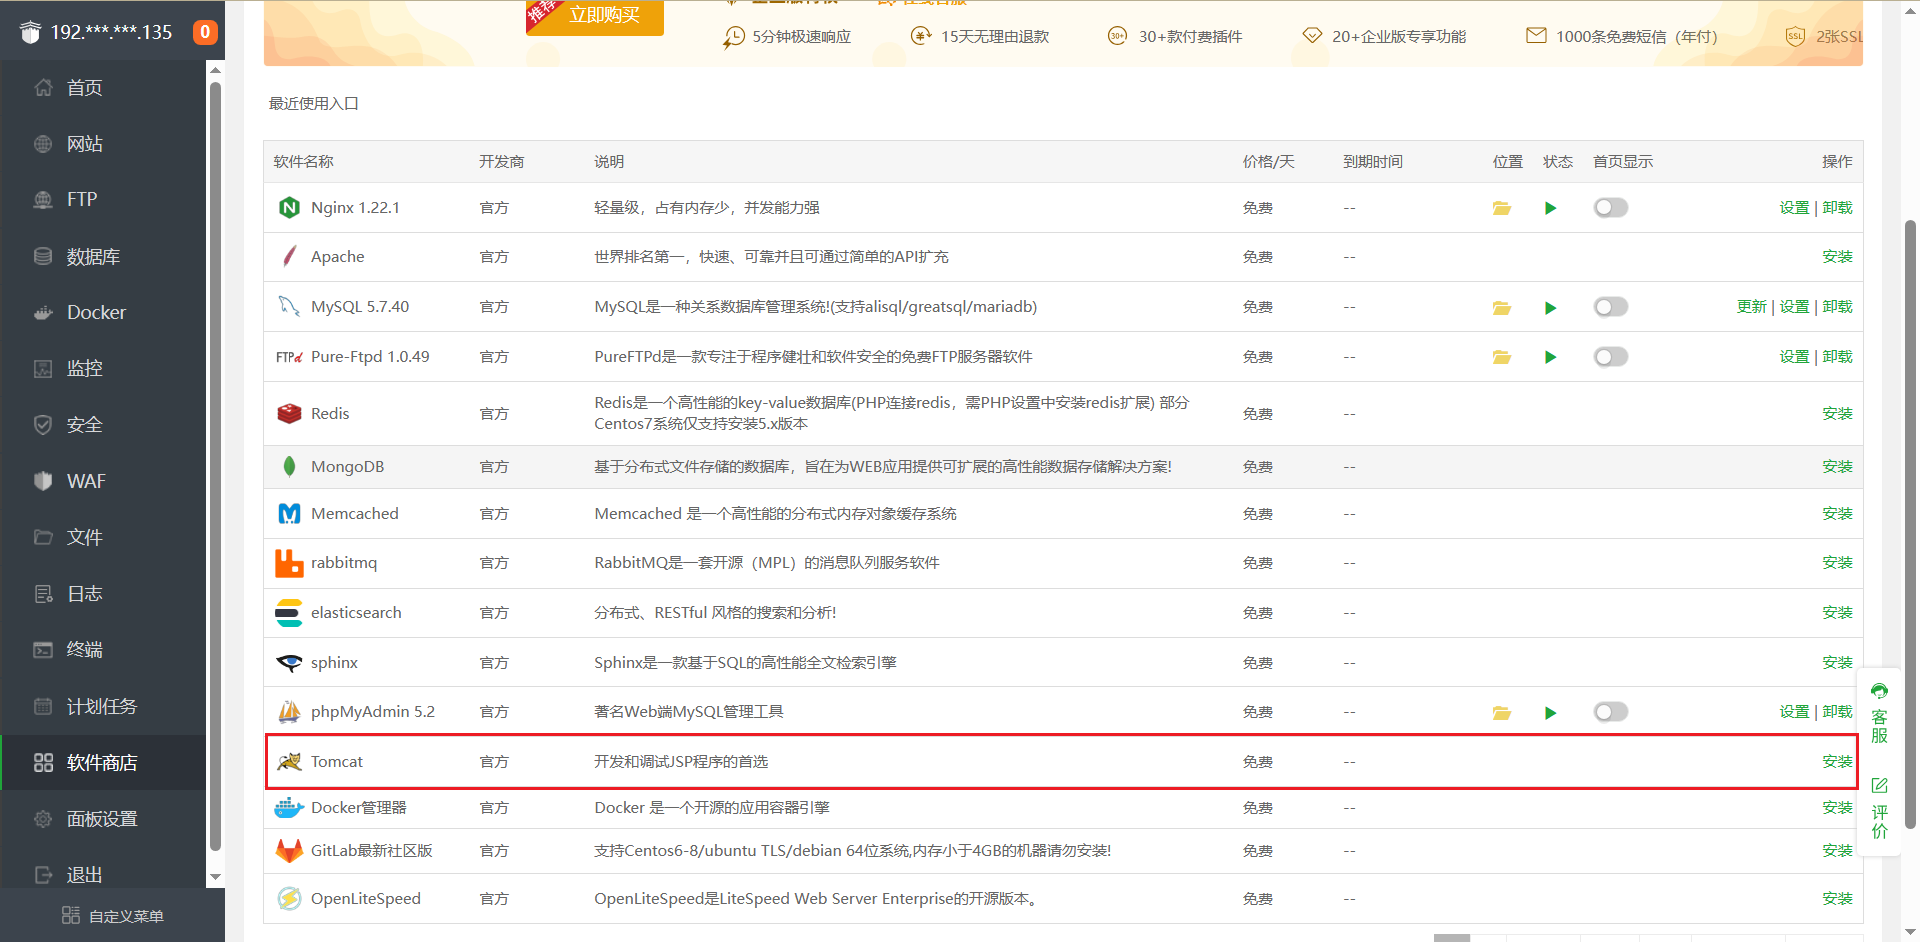 192.***.***.135 0
首页
网站
FTP
数据库
Docker
监控
安全
WAF
文件
日志
终端
计划任务
软件商店
面板设置
退出
自定义菜单
推荐 立即购买
5分钟极速响应 15天无理由退款 30+ 30+款付费插件 20+企业版专享功能 1000条免费短信（年付） SSL 2张SSL
最近使用入口
软件名称 开发商 说明 价格/天 到期时间 位置 状态 首页显示 操作
Nginx 1.22.1 官方 轻量级，占有内存少，并发能力强 免费 -- 设置 | 卸载
Apache 官方 世界排名第一，快速、可靠并且可通过简单的API扩充 免费 -- 安装
MySQL 5.7.40 官方 MySQL是一种关系数据库管理系统!(支持alisql/greatsql/mariadb) 免费 -- 更新 | 设置 | 卸载
FTPd Pure-Ftpd 1.0.49 官方 PureFTPd是一款专注于程序健壮和软件安全的免费FTP服务器软件 免费 -- 设置 | 卸载
Redis 官方 Redis是一个高性能的key-value数据库(PHP连接redis，需PHP设置中安装redis扩展) 部分
Centos7系统仅支持安装5.x版本 免费 -- 安装
MongoDB 官方 基于分布式文件存储的数据库，旨在为WEB应用提供可扩展的高性能数据存储解决方案! 免费 -- 安装
Memcached 官方 Memcached 是一个高性能的分布式内存对象缓存系统 免费 -- 安装
rabbitmq 官方 RabbitMQ是一套开源（MPL）的消息队列服务软件 免费 -- 安装
elasticsearch 官方 分布式、RESTful 风格的搜索和分析! 免费 -- 安装
sphinx 官方 Sphinx是一款基于SQL的高性能全文检索引擎 免费 -- 安装
phpMyAdmin 5.2 官方 著名Web端MySQL管理工具 免费 -- 设置 | 卸载
Tomcat 官方 开发和调试JSP程序的首选 免费 -- 安装
Docker管理器 官方 Docker 是一个开源的应用容器引擎 免费 -- 安装
GitLab最新社区版 官方 支持Centos6-8/ubuntu TLS/debian 64位系统,内存小于4GB的机器请勿安装! 免费 -- 安装
OpenLiteSpeed 官方 OpenLiteSpeed是LiteSpeed Web Server Enterprise的开源版本。 免费 -- 安装
客服
评价